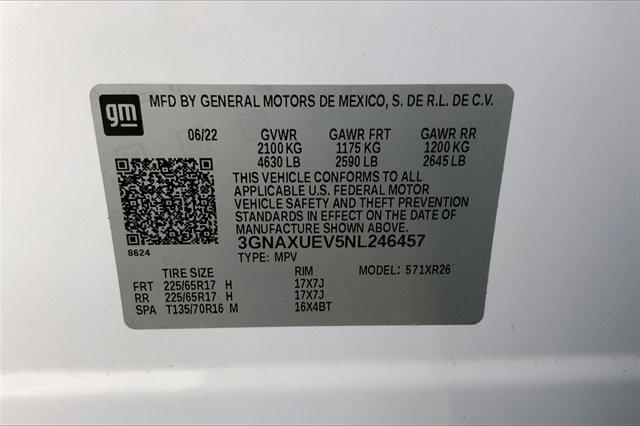 gm MFD BY GENERAL MOTORS DE MEXICO, S. DE R.L. DE C.V.
06/22 GVWR GAWR FRT GAWR RR
2100 KG 1175 KG 1200 KG
4630 LB 2590 LB 2645 LB
THIS VEHICLE CONFORMS TO ALL
APPLICABLE U.S. FEDERAL MOTOR
VEHICLE SAFETY AND THEFT PREVENTION
STANDARDS IN EFFECT ON THE DATE OF
MANUFACTURE SHOWN ABOVE.
3GNAXUEV5NL246457
8624
TYPE: MPV MODEL: 571XR26
TIRE SIZE RIM
FRT 225/65R17 H 17X7J
RR 225/65R17 H 17X7J
SPA T135/70R16 M 16X4BT